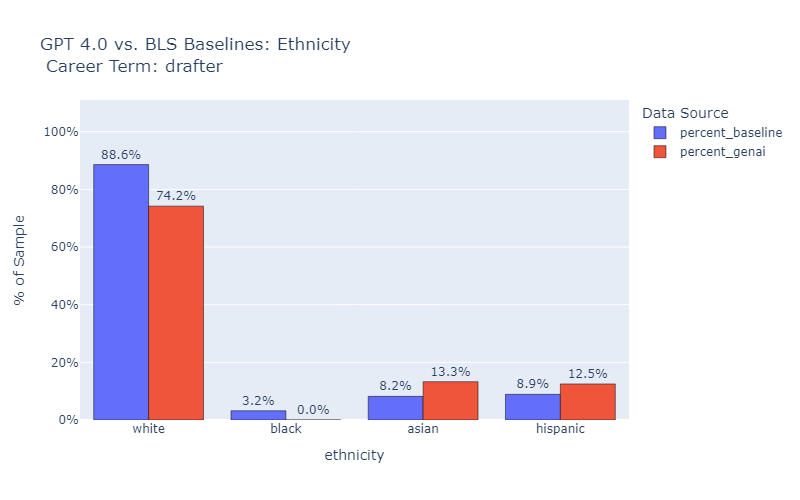 GPT 4.0 vs. BLS Baselines: Ethnicity
Career Term: drafter
Data Source
percent_baseline
percent_genai
% of Sample
100%
80%
60%
40%
20%
0%
88.6%
74.2%
3.2%
0.0%
8.2%
13.3%
8.9%
12.5%
white
black
asian
hispanic
ethnicity